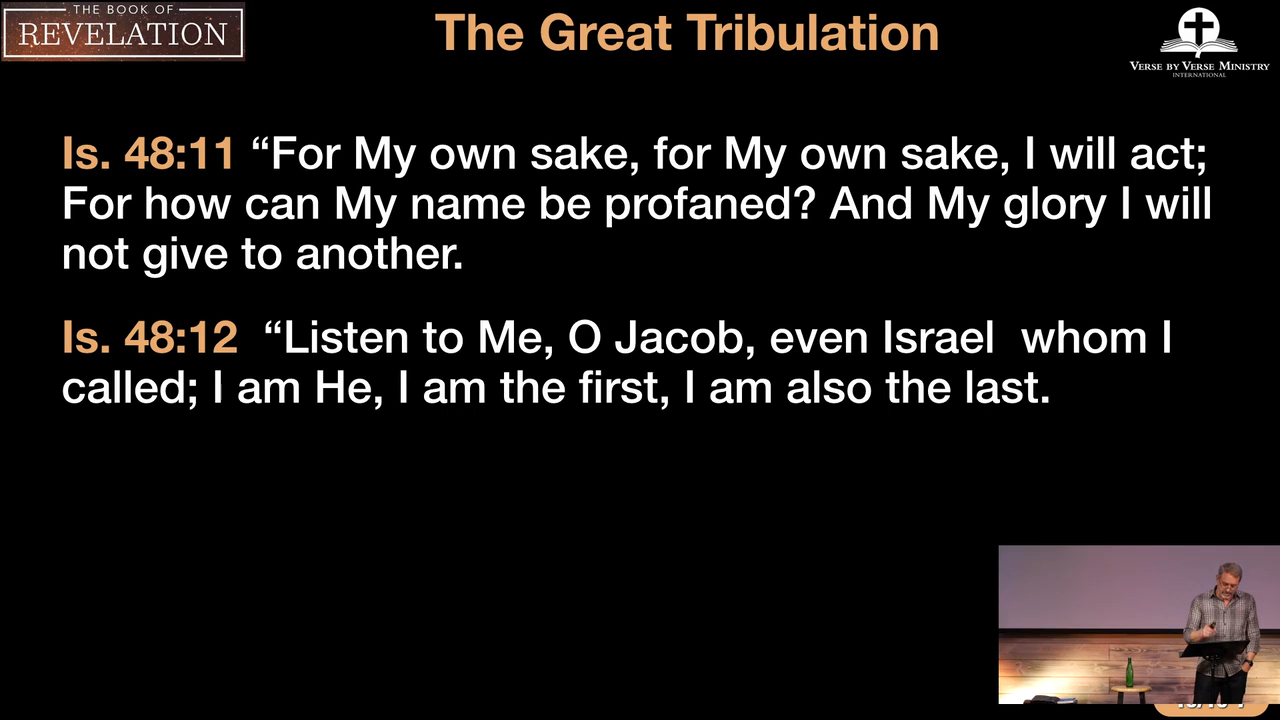 THE BOOK OF
REVELATION
The Great Tribulation
VERSE BY VERSE MINISTRY
INTERNATIONAL
Is. 48:11 “For My own sake, for My own sake, I will act;
For how can My name be profaned? And My glory I will
not give to another.
Is. 48:12 “Listen to Me, O Jacob, even Israel whom I
called; I am He, I am the first, I am also the last.